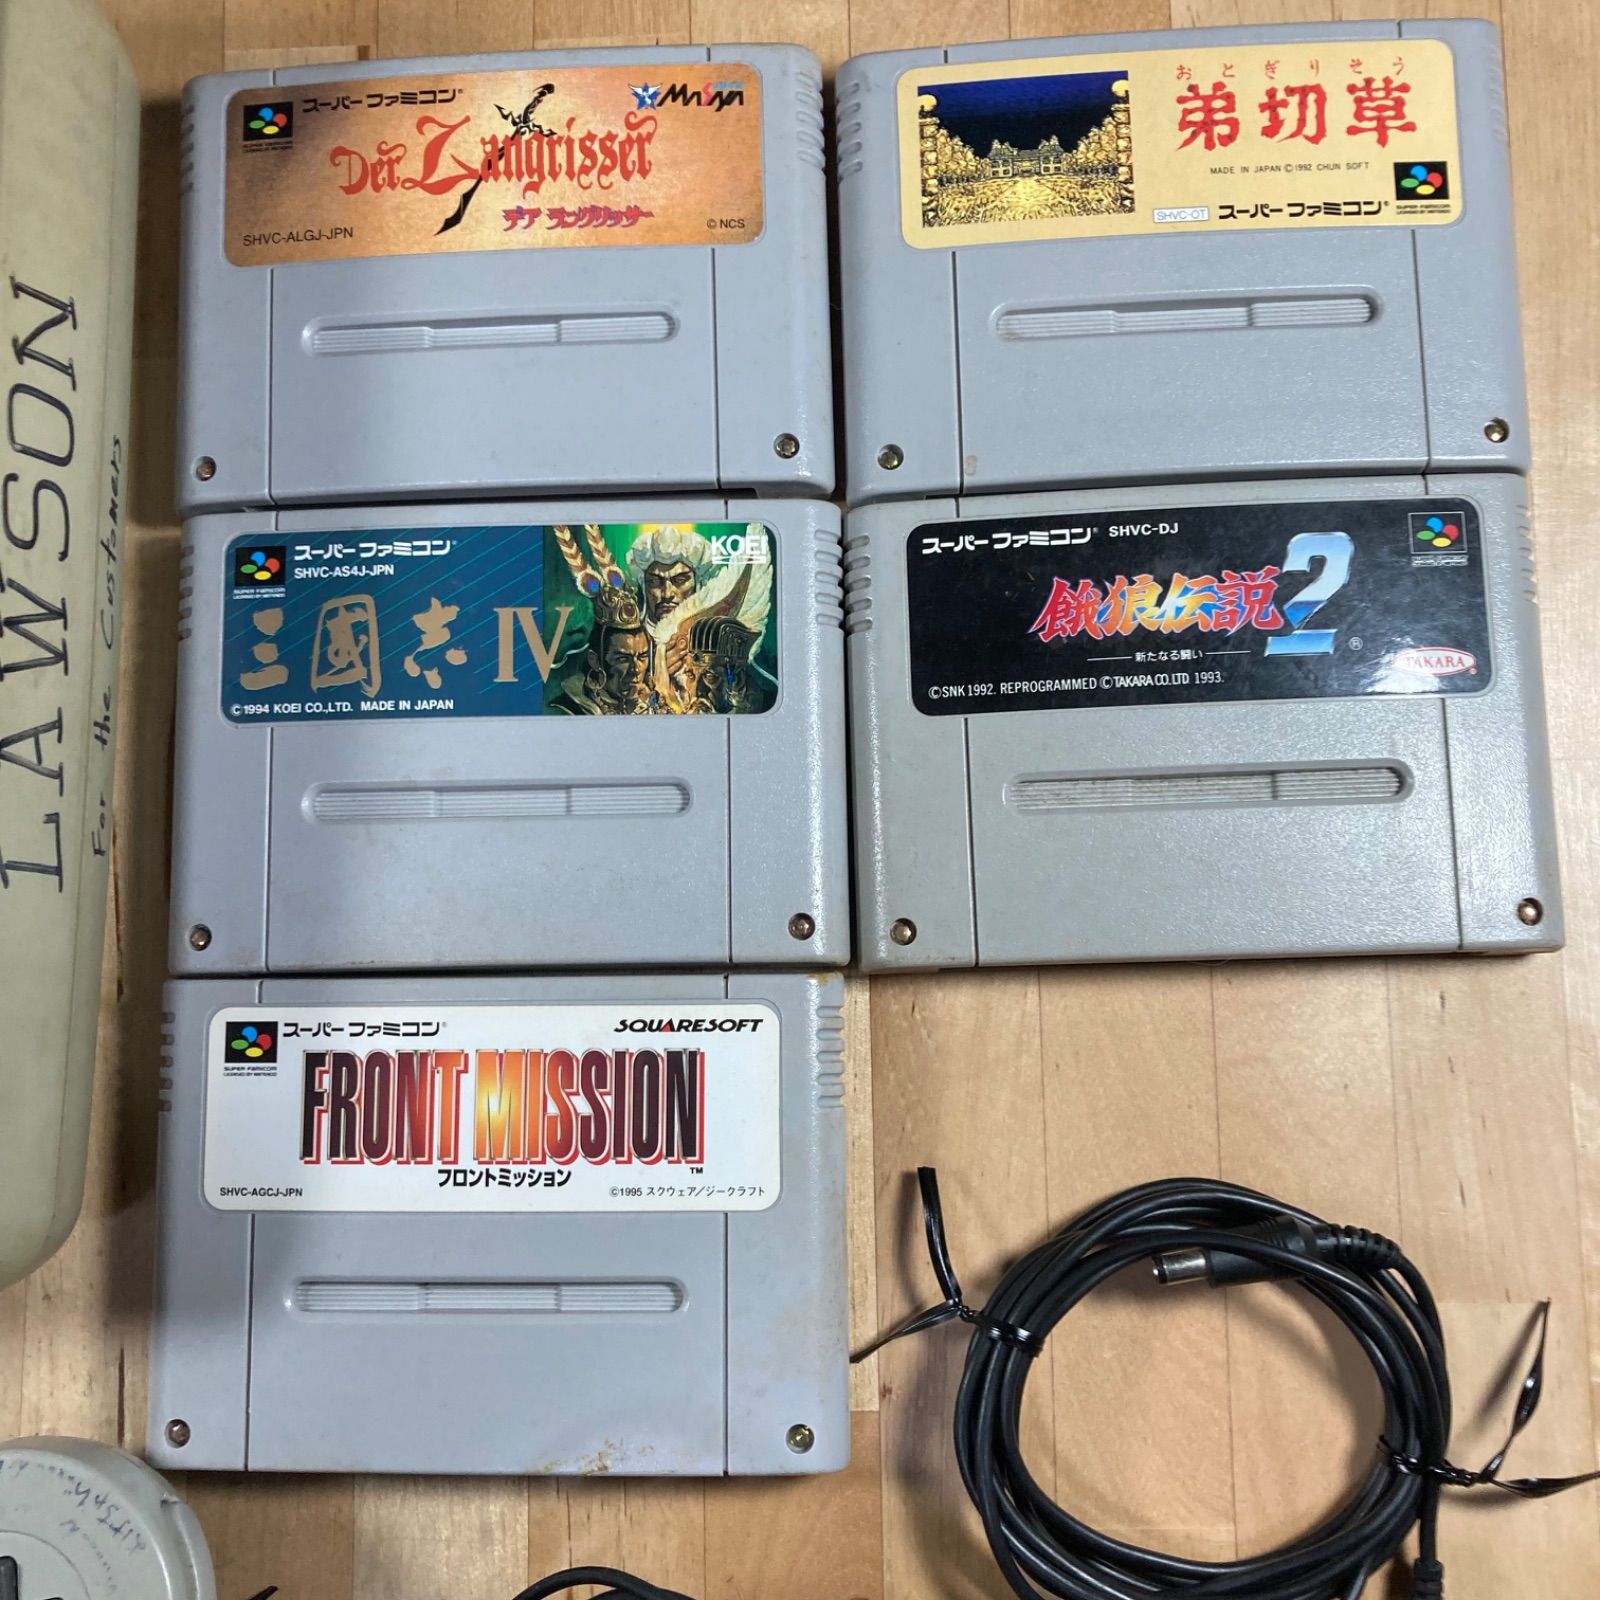 スーパーファミコン
MASAYA
Der Langrisser
デア ラングリッサー
SHVC-ALGJ-JPN
© NCS
おとぎりそう
弟切草
MADE IN JAPAN © 1992 CHUN SOFT
SHVC-OT スーパーファミコン®
スーパーファミコン®
SHVC-AS4J-JPN
KOEI
三國志 IV
© 1994 KOEI CO.,LTD. MADE IN JAPAN
スーパーファミコン® SHVC-DJ
餓狼伝説2
新たなる闘い
®
TAKARA
©SNK 1992. REPROGRAMMED ©TAKARA CO.LTD 1993.
スーパーファミコン®
SQUARESOFT
SUPER FAMICOM
FRONT MISSION
™
フロントミッション
SHVC-AGCJ-JPN
©1995 スクウェア/ジークラフト
LAWSON
For the Customers